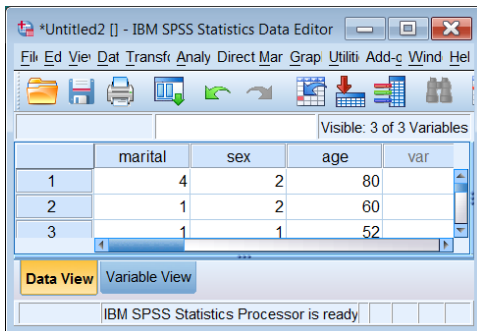 *Untitled2 [] - IBM SPSS Statistics Data Editor
Fil Ed Vie Dat Transfo Analy Direct Mar Grap Utiliti Add-o Wind Hel
Visible: 3 of 3 Variables
marital sex age var
1 4 2 80
2 1 2 60
3 1 1 52
Data View Variable View
IBM SPSS Statistics Processor is ready